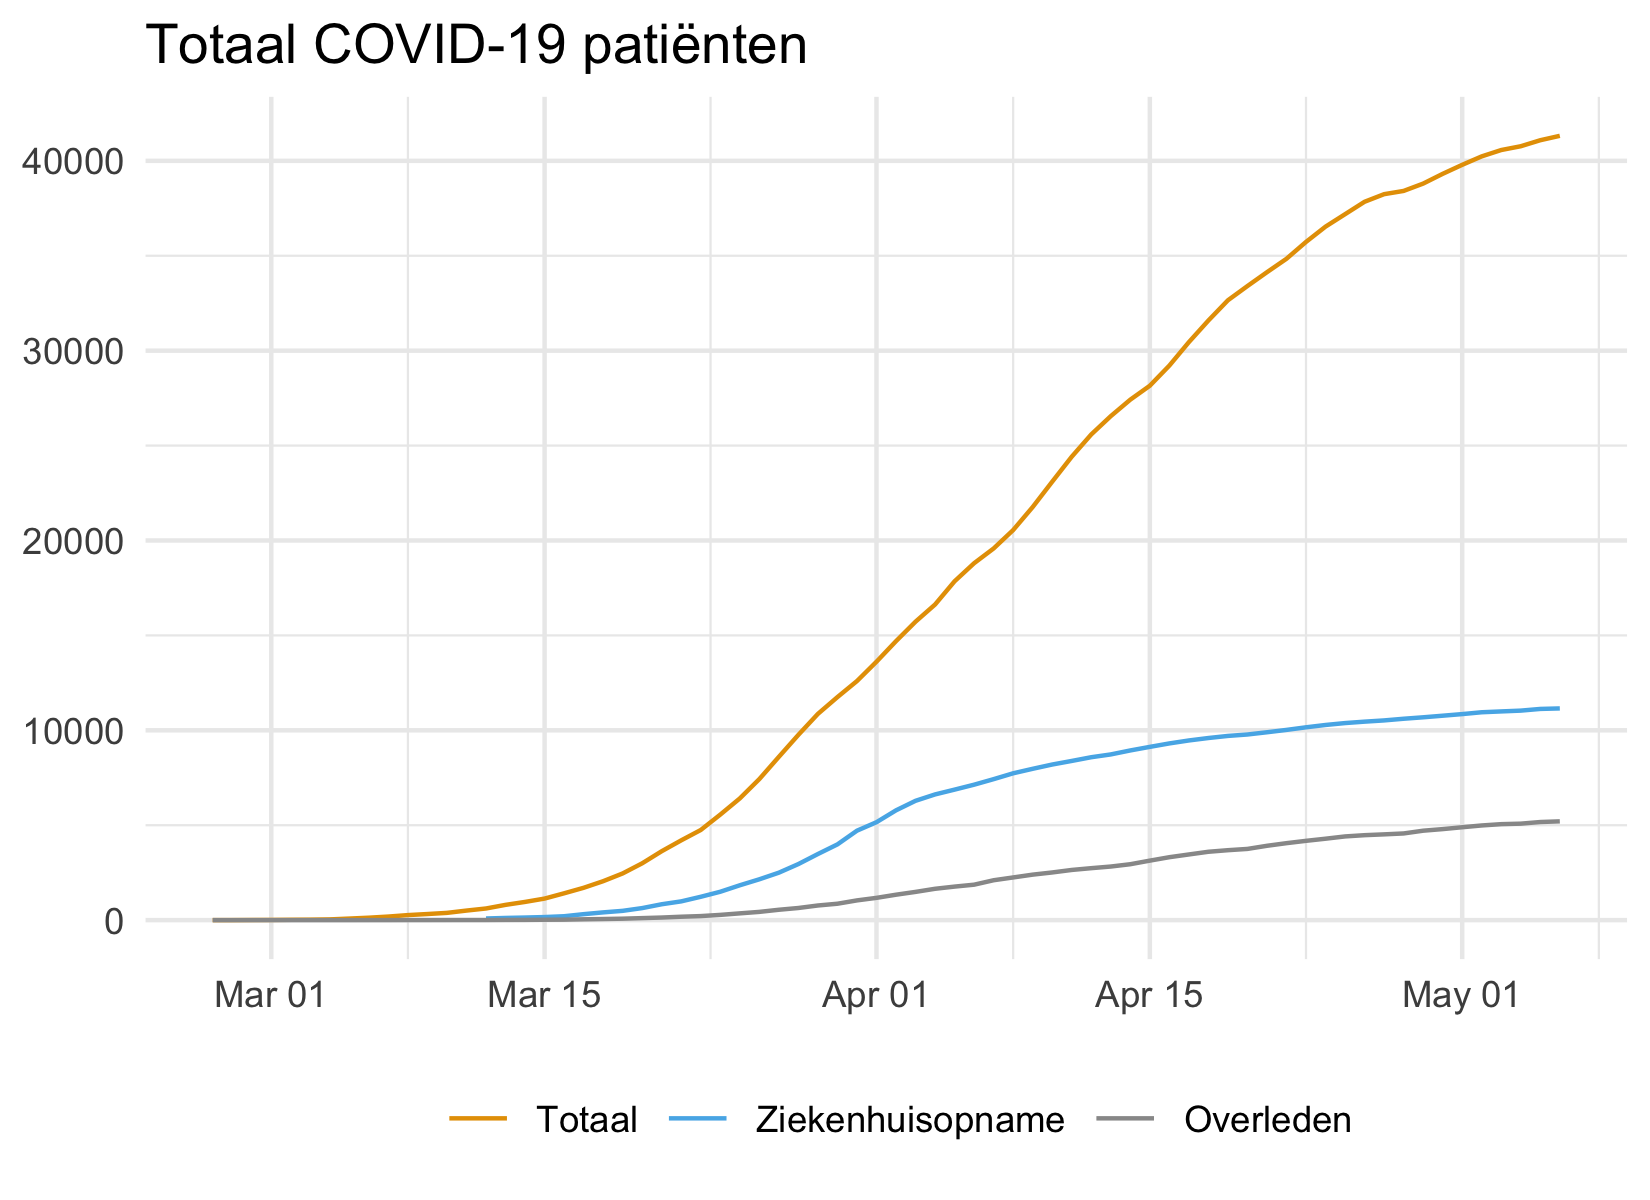 Totaal COVID-19 patiënten
40000
30000
20000
10000
0
Mar 01 Mar 15 Apr 01 Apr 15 May 01
Totaal Ziekenhuisopname Overleden